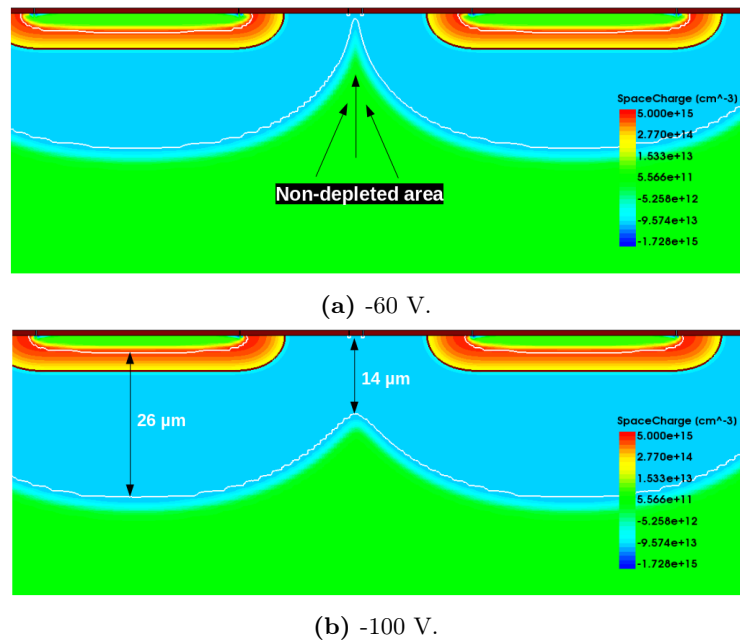 SpaceCharge (cm^-3)
5.000e+15
2.770e+14
1.533e+13
5.566e+11
-5.258e+12
-9.574e+13
-1.728e+15
Non-depleted area
(a) -60 V.
14 μm
26 μm
SpaceCharge (cm^-3)
5.000e+15
2.770e+14
1.533e+13
5.566e+11
-5.258e+12
-9.574e+13
-1.728e+15
(b) -100 V.